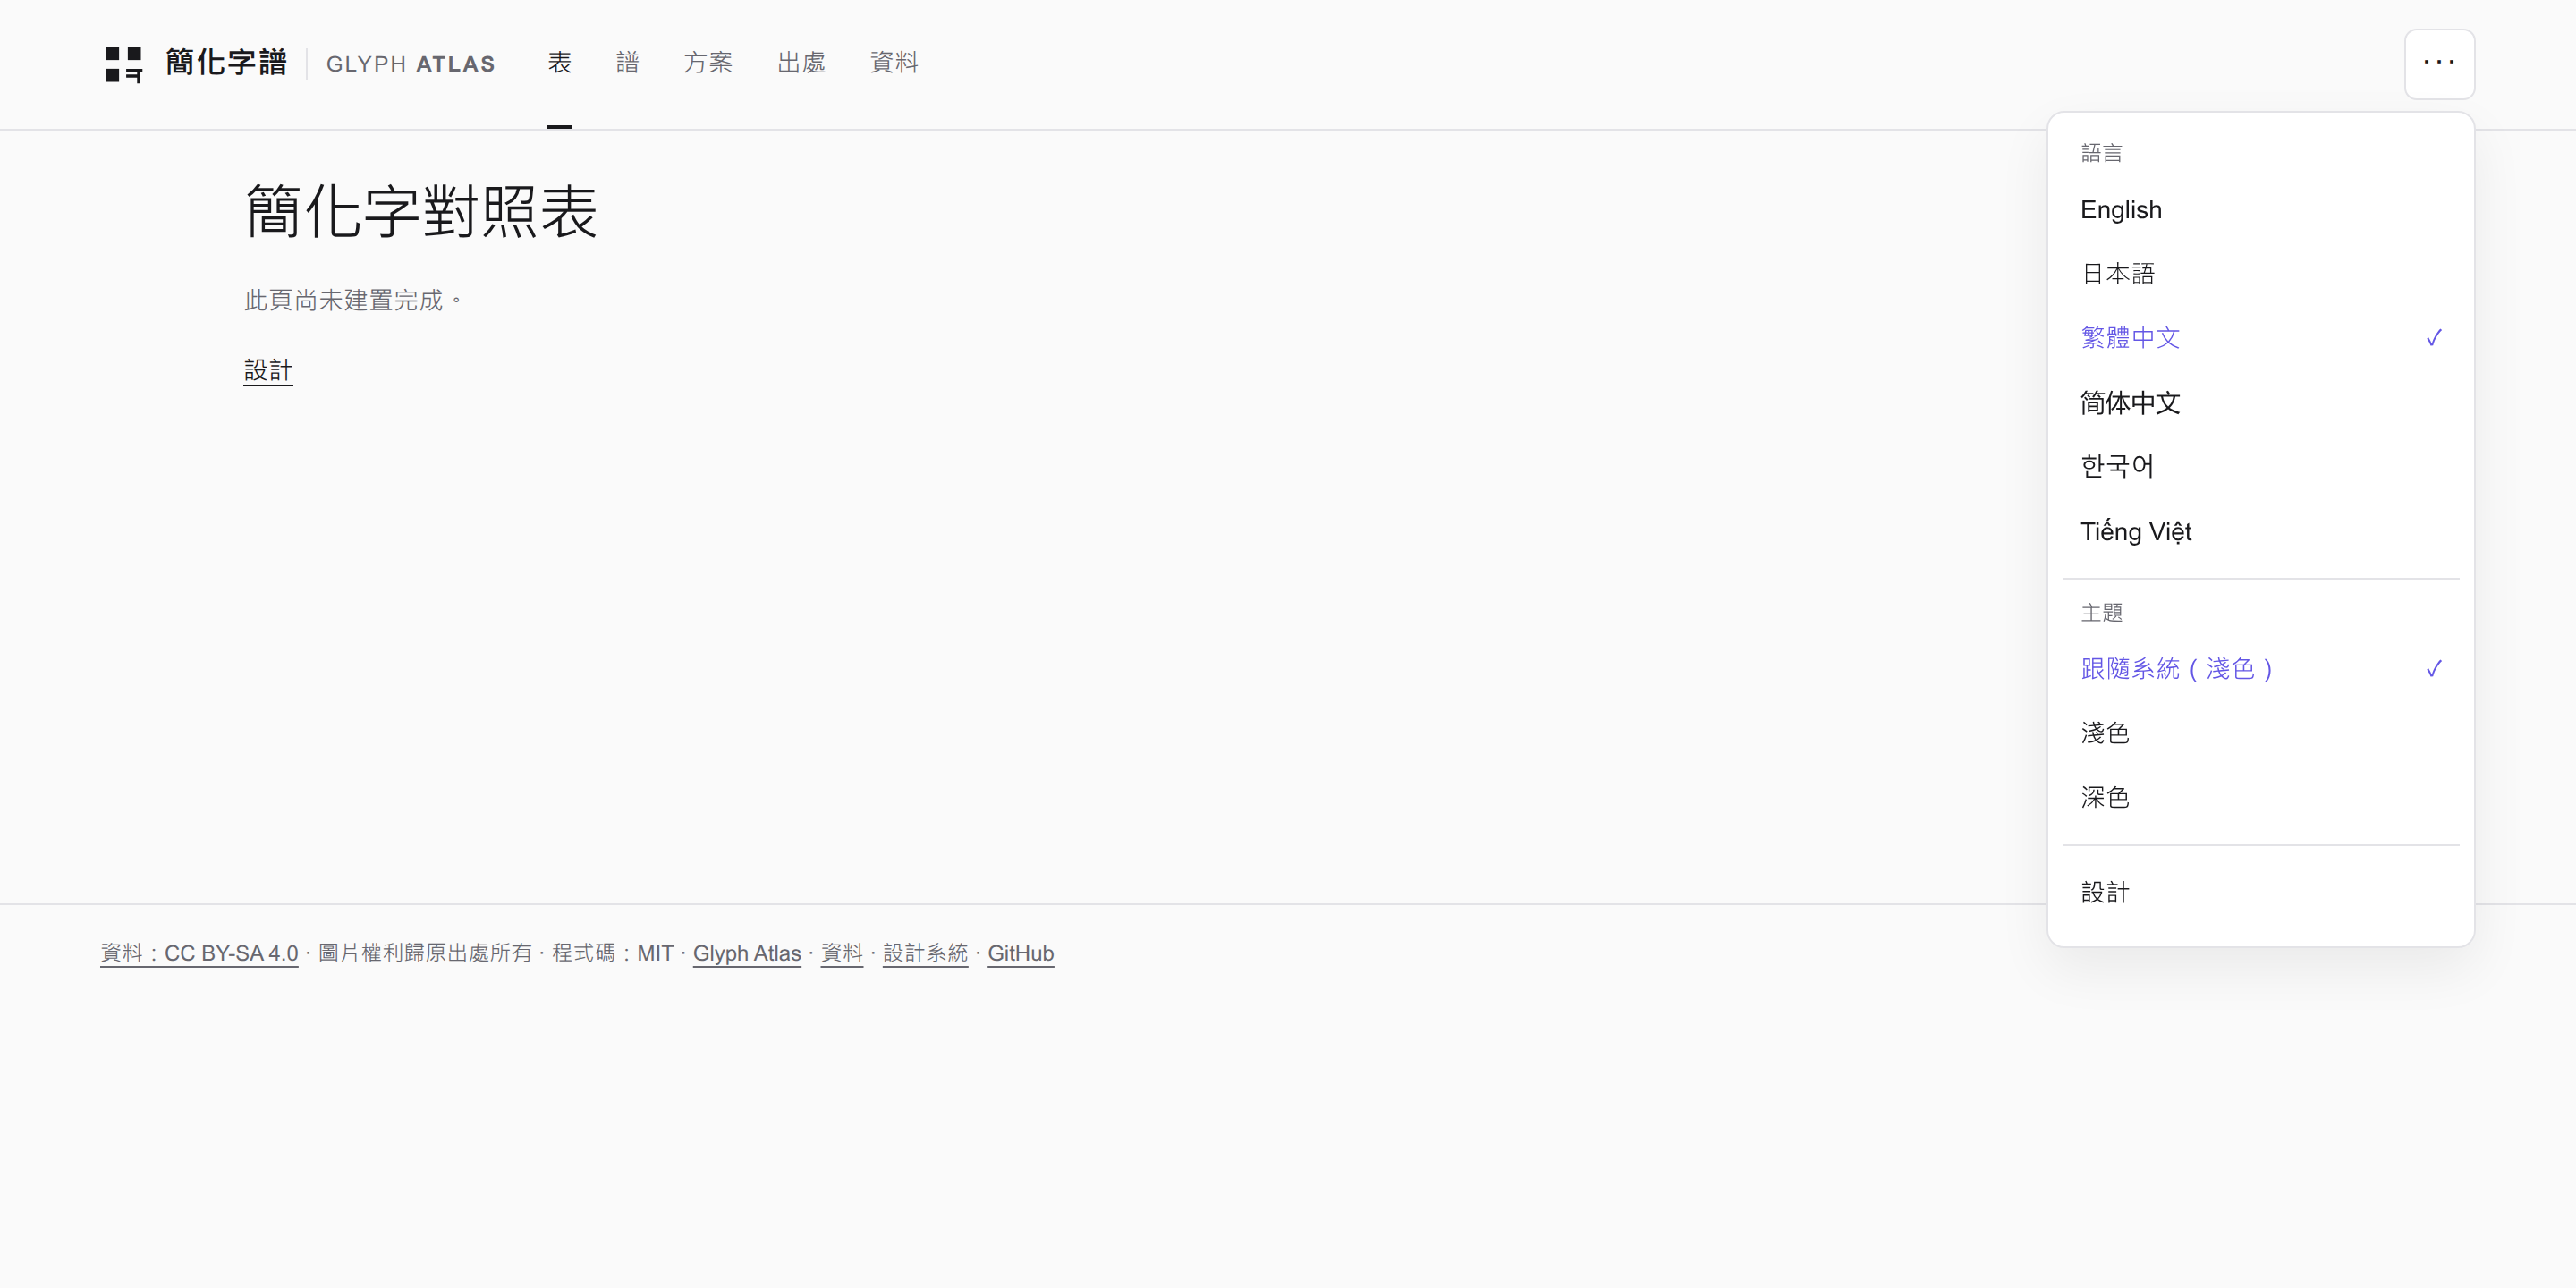 簡化字譜 GLYPH ATLAS 表 譜 方案 出處 資料 ···
簡化字對照表
此頁尚未建置完成。
設計
語言
English
日本語
繁體中文 ✓
简体中文
한국어
Tiếng Việt
主題
跟隨系統（淺色） ✓
淺色
深色
設計
資料：CC BY-SA 4.0 · 圖片權利歸原出處所有 · 程式碼：MIT · Glyph Atlas · 資料 · 設計系統 · GitHub